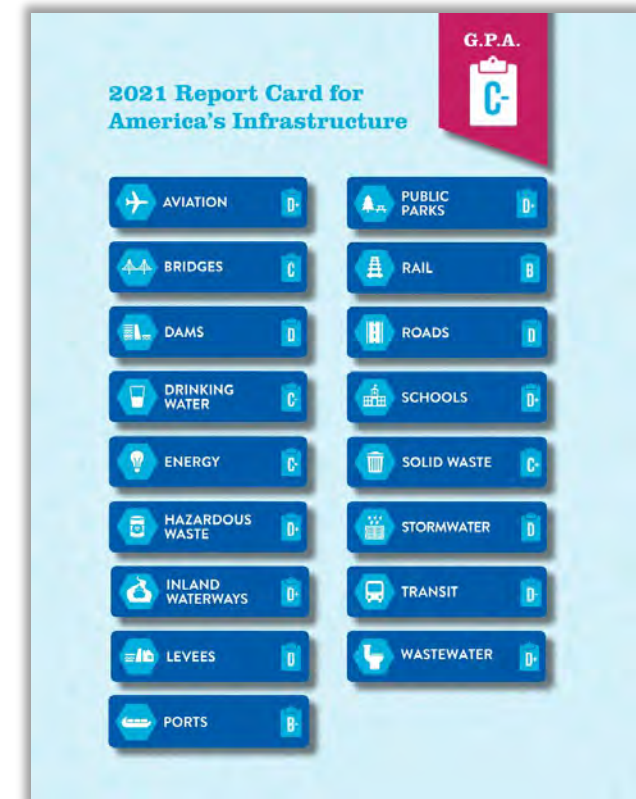 G.P.A.
C-
2021 Report Card for
America's Infrastructure
AVIATION D+
BRIDGES C
DAMS D
DRINKING
WATER C-
ENERGY C-
HAZARDOUS
WASTE D+
INLAND
WATERWAYS D+
LEVEES D
PORTS B-
PUBLIC
PARKS D+
RAIL B
ROADS D
SCHOOLS D+
SOLID WASTE C+
STORMWATER D
TRANSIT D-
WASTEWATER D+